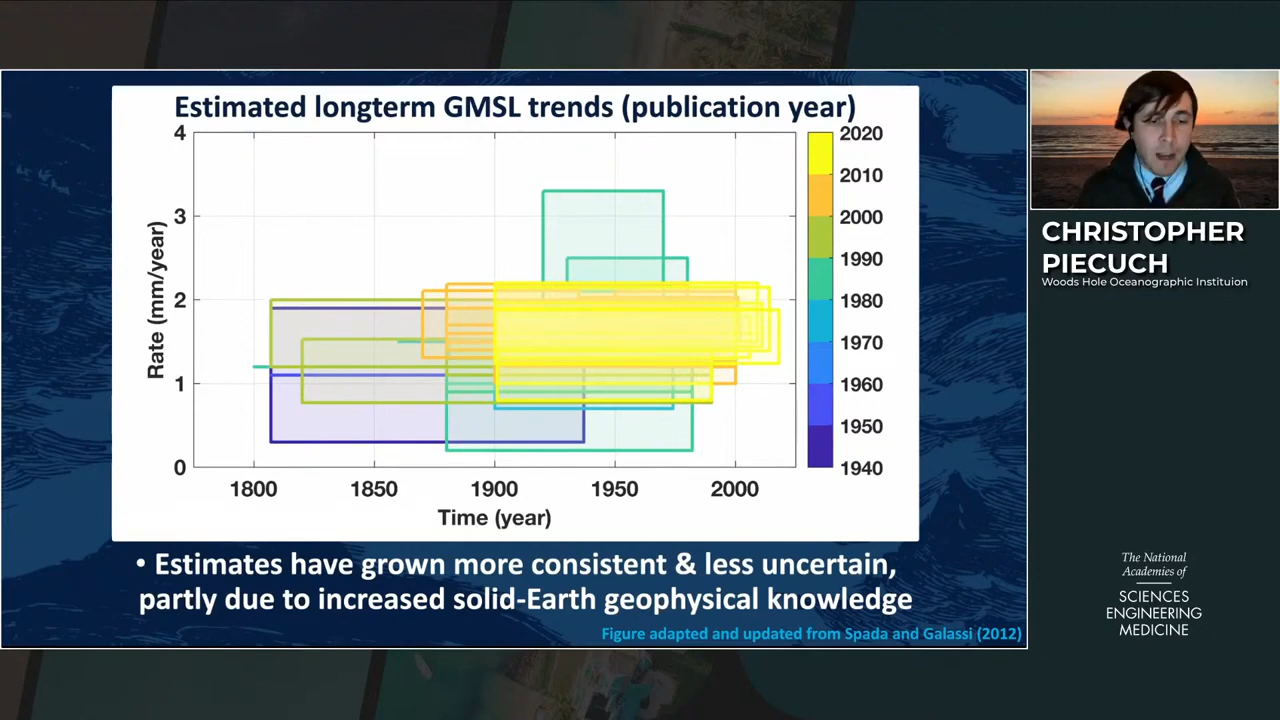 Estimated longterm GMSL trends (publication year)
4
3
2
1
0
Rate (mm/year)
1800
1850
1900
1950
2000
Time (year)
2020
2010
2000
1990
1980
1970
1960
1950
1940
• Estimates have grown more consistent & less uncertain,
partly due to increased solid-Earth geophysical knowledge
Figure adapted and updated from Spada and Galassi (2012)
CHRISTOPHER
PIECUCH
Woods Hole Oceanographic Instituion
The National
Academies of
SCIENCES
ENGINEERING
MEDICINE